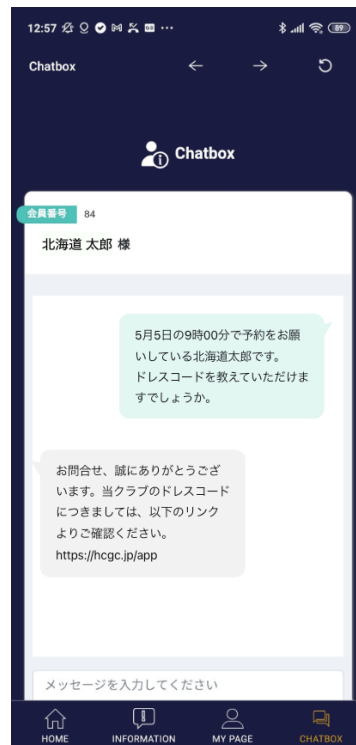 12:57
89
Chatbox
Chatbox
会員番号 84
北海道 太郎 様
5月5日の9時00分で予約をお願
いしている北海道太郎です。
ドレスコードを教えていただけま
すでしょうか。
お問合せ、誠にありがとうござ
います。当クラブのドレスコード
につきましては、以下のリンク
よりご確認ください。
https://hcgc.jp/app
メッセージを入力してください
HOME INFORMATION MY PAGE CHATBOX